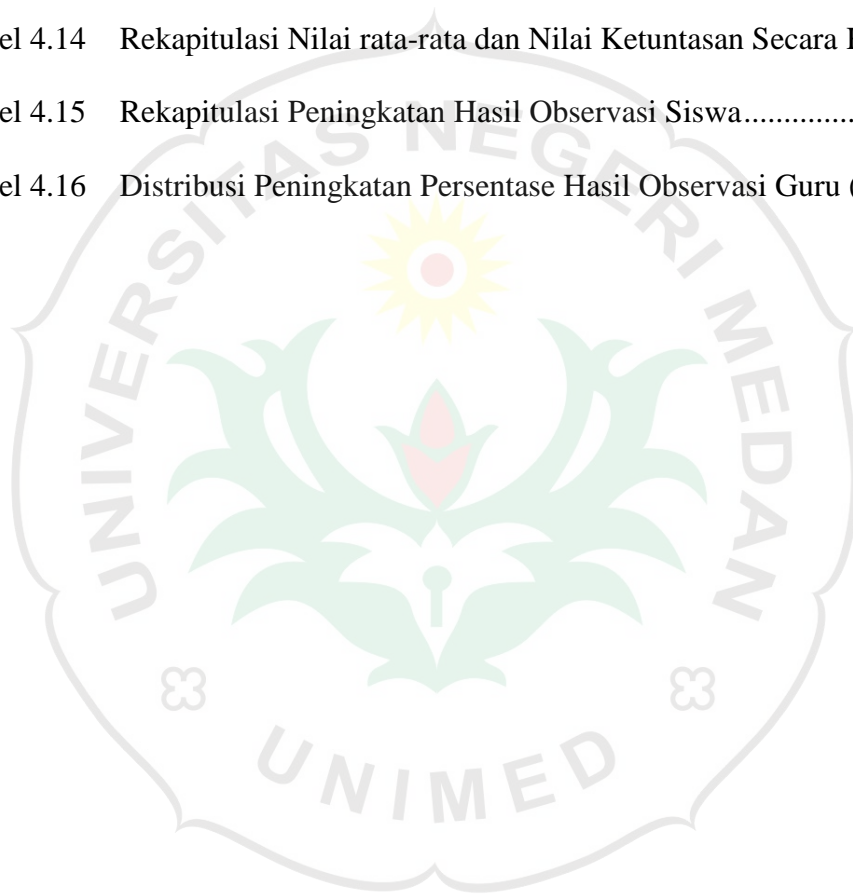 el 4.14 Rekapitulasi Nilai rata-rata dan Nilai Ketuntasan Secara
el 4.15 Rekapitulasi Peningkatan Hasil Observasi Siswa...............
el 4.16 Distribusi Peningkatan Persentase Hasil Observasi Guru (
UNIVERSITAS NEGERI MEDAN
UNIMED